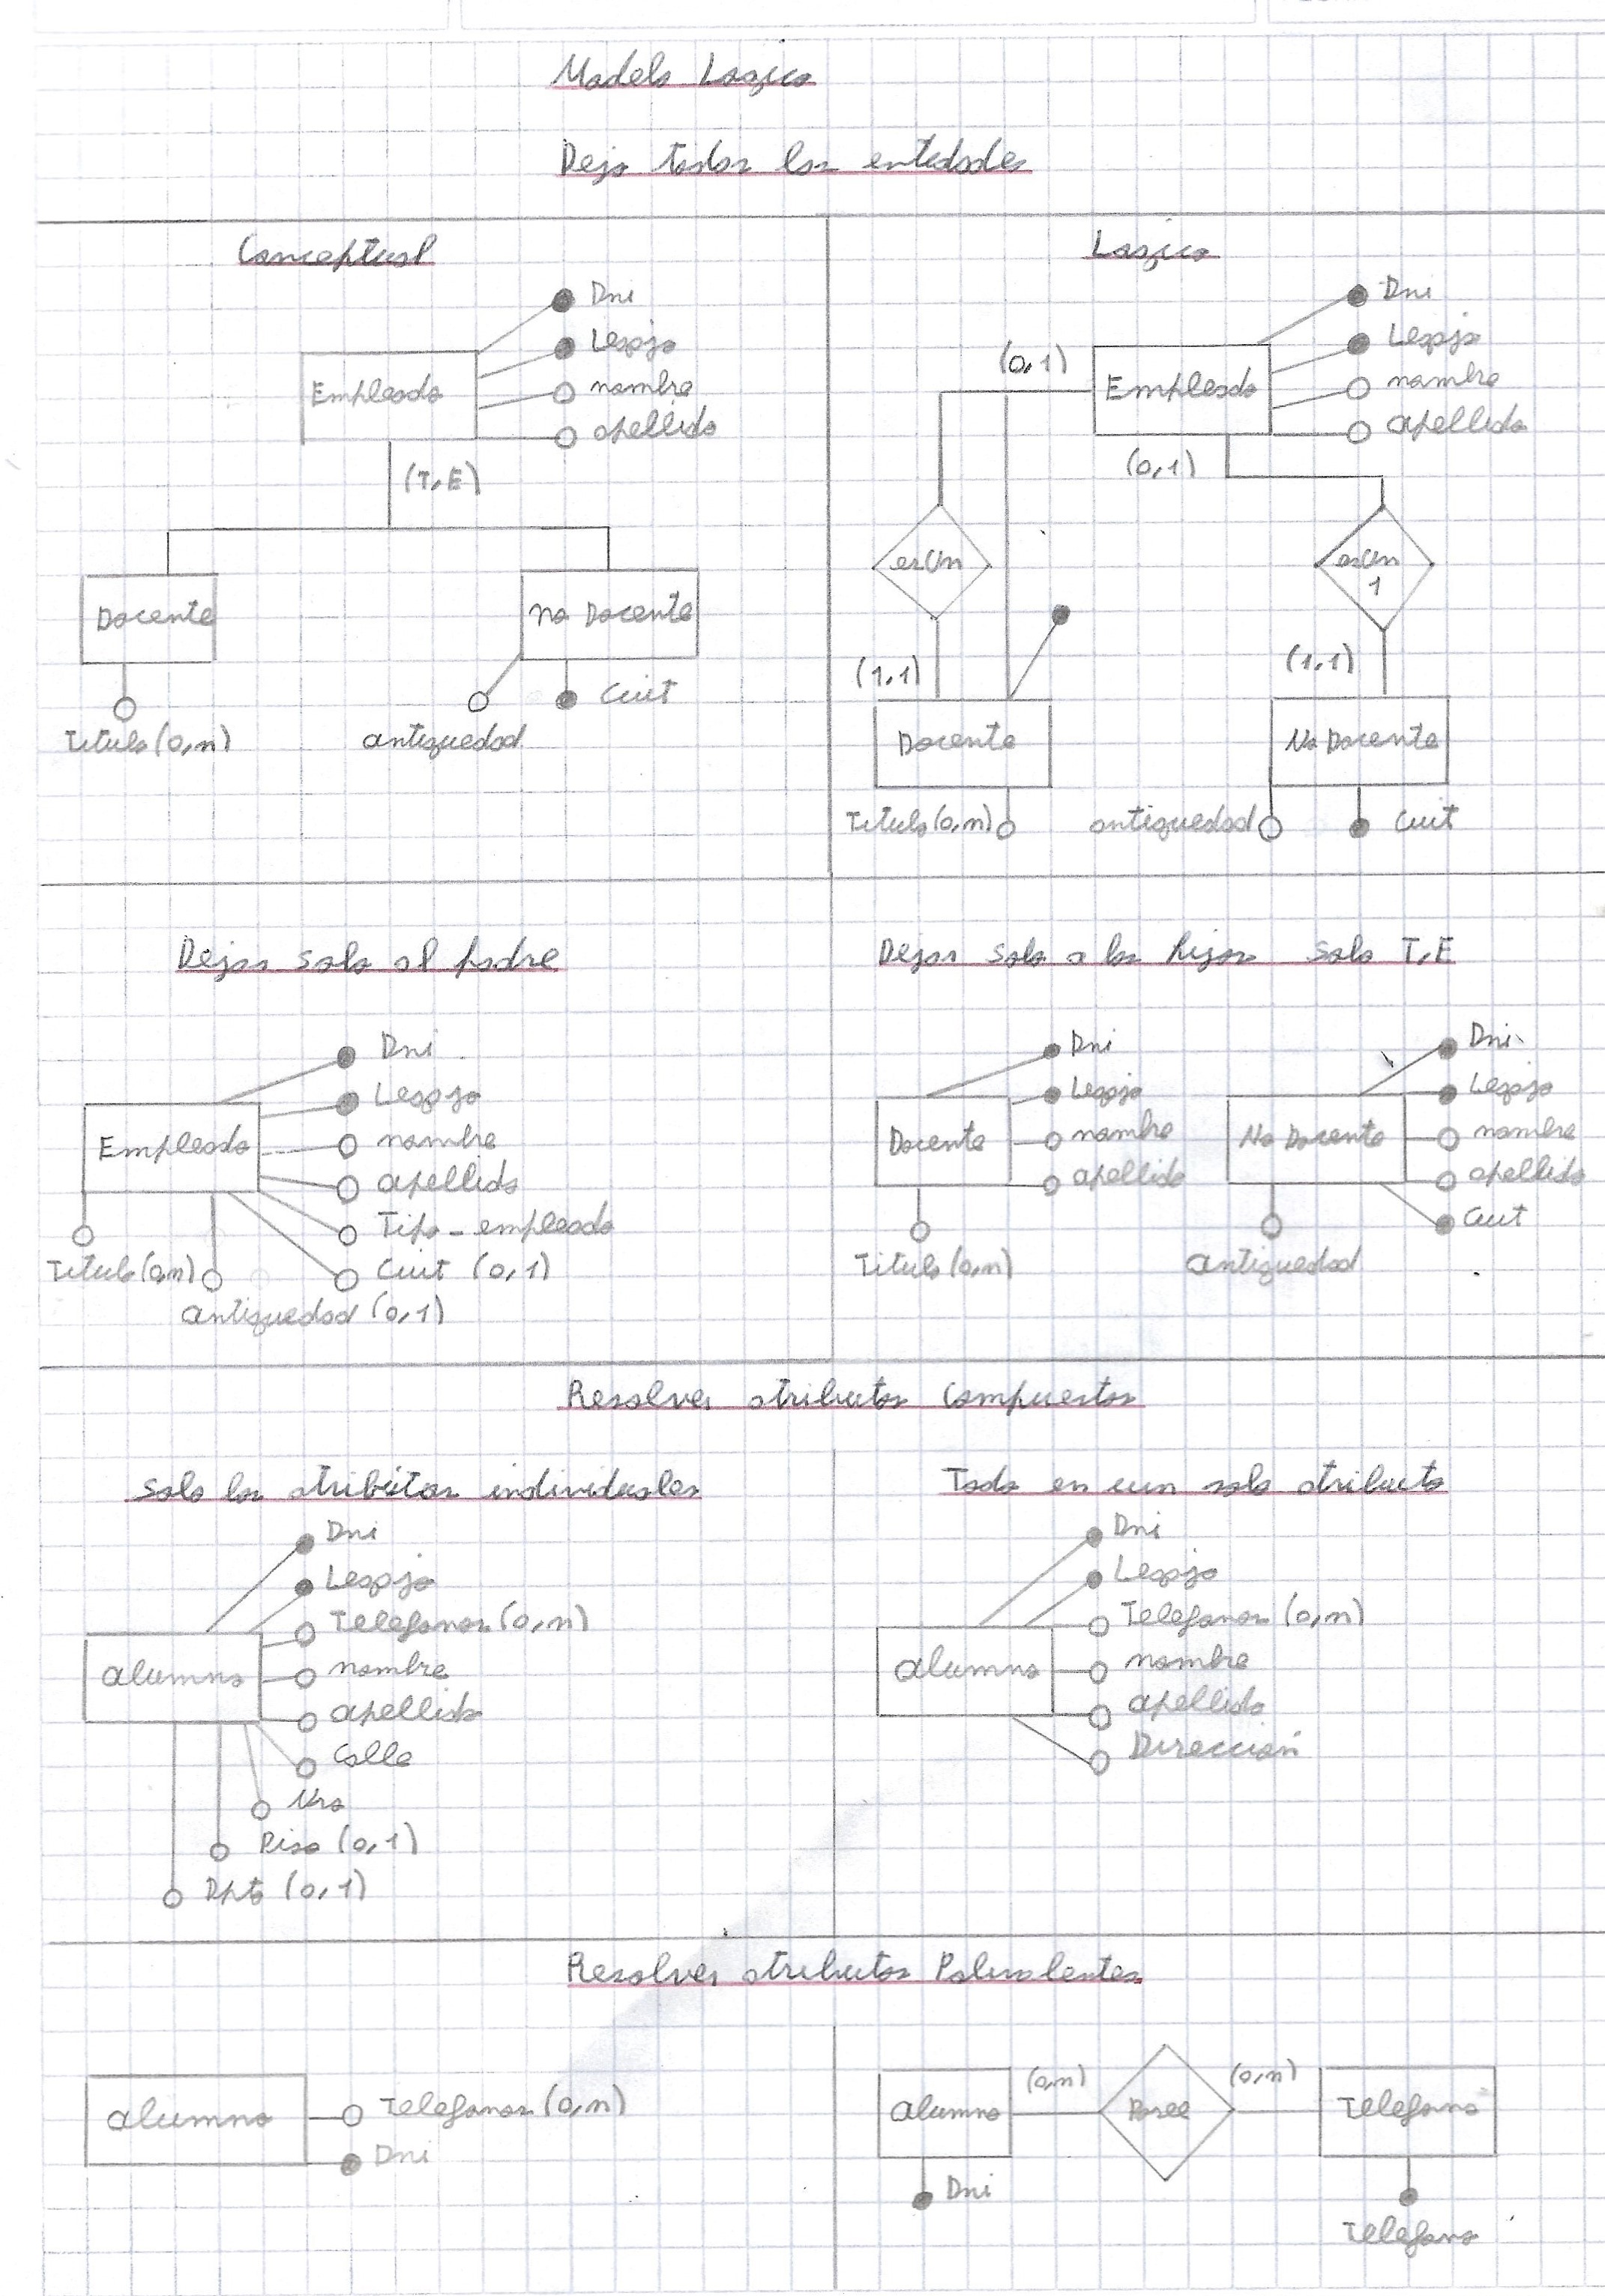 Modelo Logico
Dejo todas las entidades
Conceptual
Dni
Legajo
nombre
apellido
Empleado
(T,E)
Docente
no Docente
Titulo (0,n)
antiguedad
Cuit
Logico
Dni
Legajo
nombre
apellido
(0,1)
Empleado
(0,1)
esUn
esUn
1
(1,1)
(1,1)
Docente
No Docente
Titulo (0,n)
antiguedad
Cuit
Dejar solo al padre
Dni
Legajo
nombre
apellido
Tipo_empleado
Cuit (0,1)
Empleado
Titulo (0,n)
antiguedad (0,1)
Dejar solo a los hijos solo T,E
Dni
Legajo
nombre
apellido
Docente
Titulo (0,n)
Dni
Legajo
nombre
apellido
Cuit
No Docente
antiguedad
Resolver atributos Compuestos
Solo los atributos individuales
Dni
Legajo
Telefonos (0,n)
nombre
apellido
Calle
Nro
Piso (0,1)
Dpto (0,1)
alumno
Todo en un solo atributo
Dni
Legajo
Telefonos (0,n)
nombre
apellido
Dirección
alumno
Resolver atributos Polivalentes
alumno
Telefonos (0,n)
Dni
alumno
(0,n)
Posee
(0,n)
Telefono
Dni
Telefono